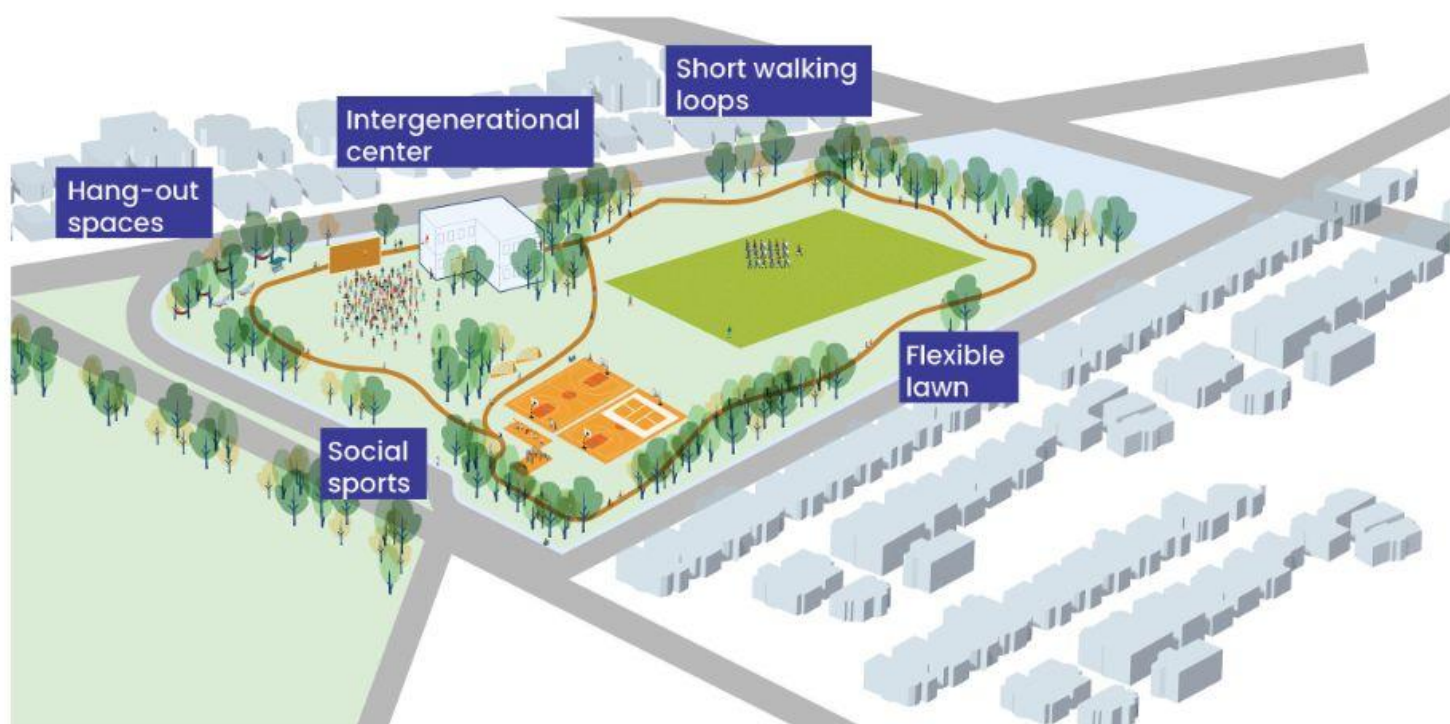 Short walking
loops
Intergenerational
center
Hang-out
spaces
Flexible
lawn
Social
sports